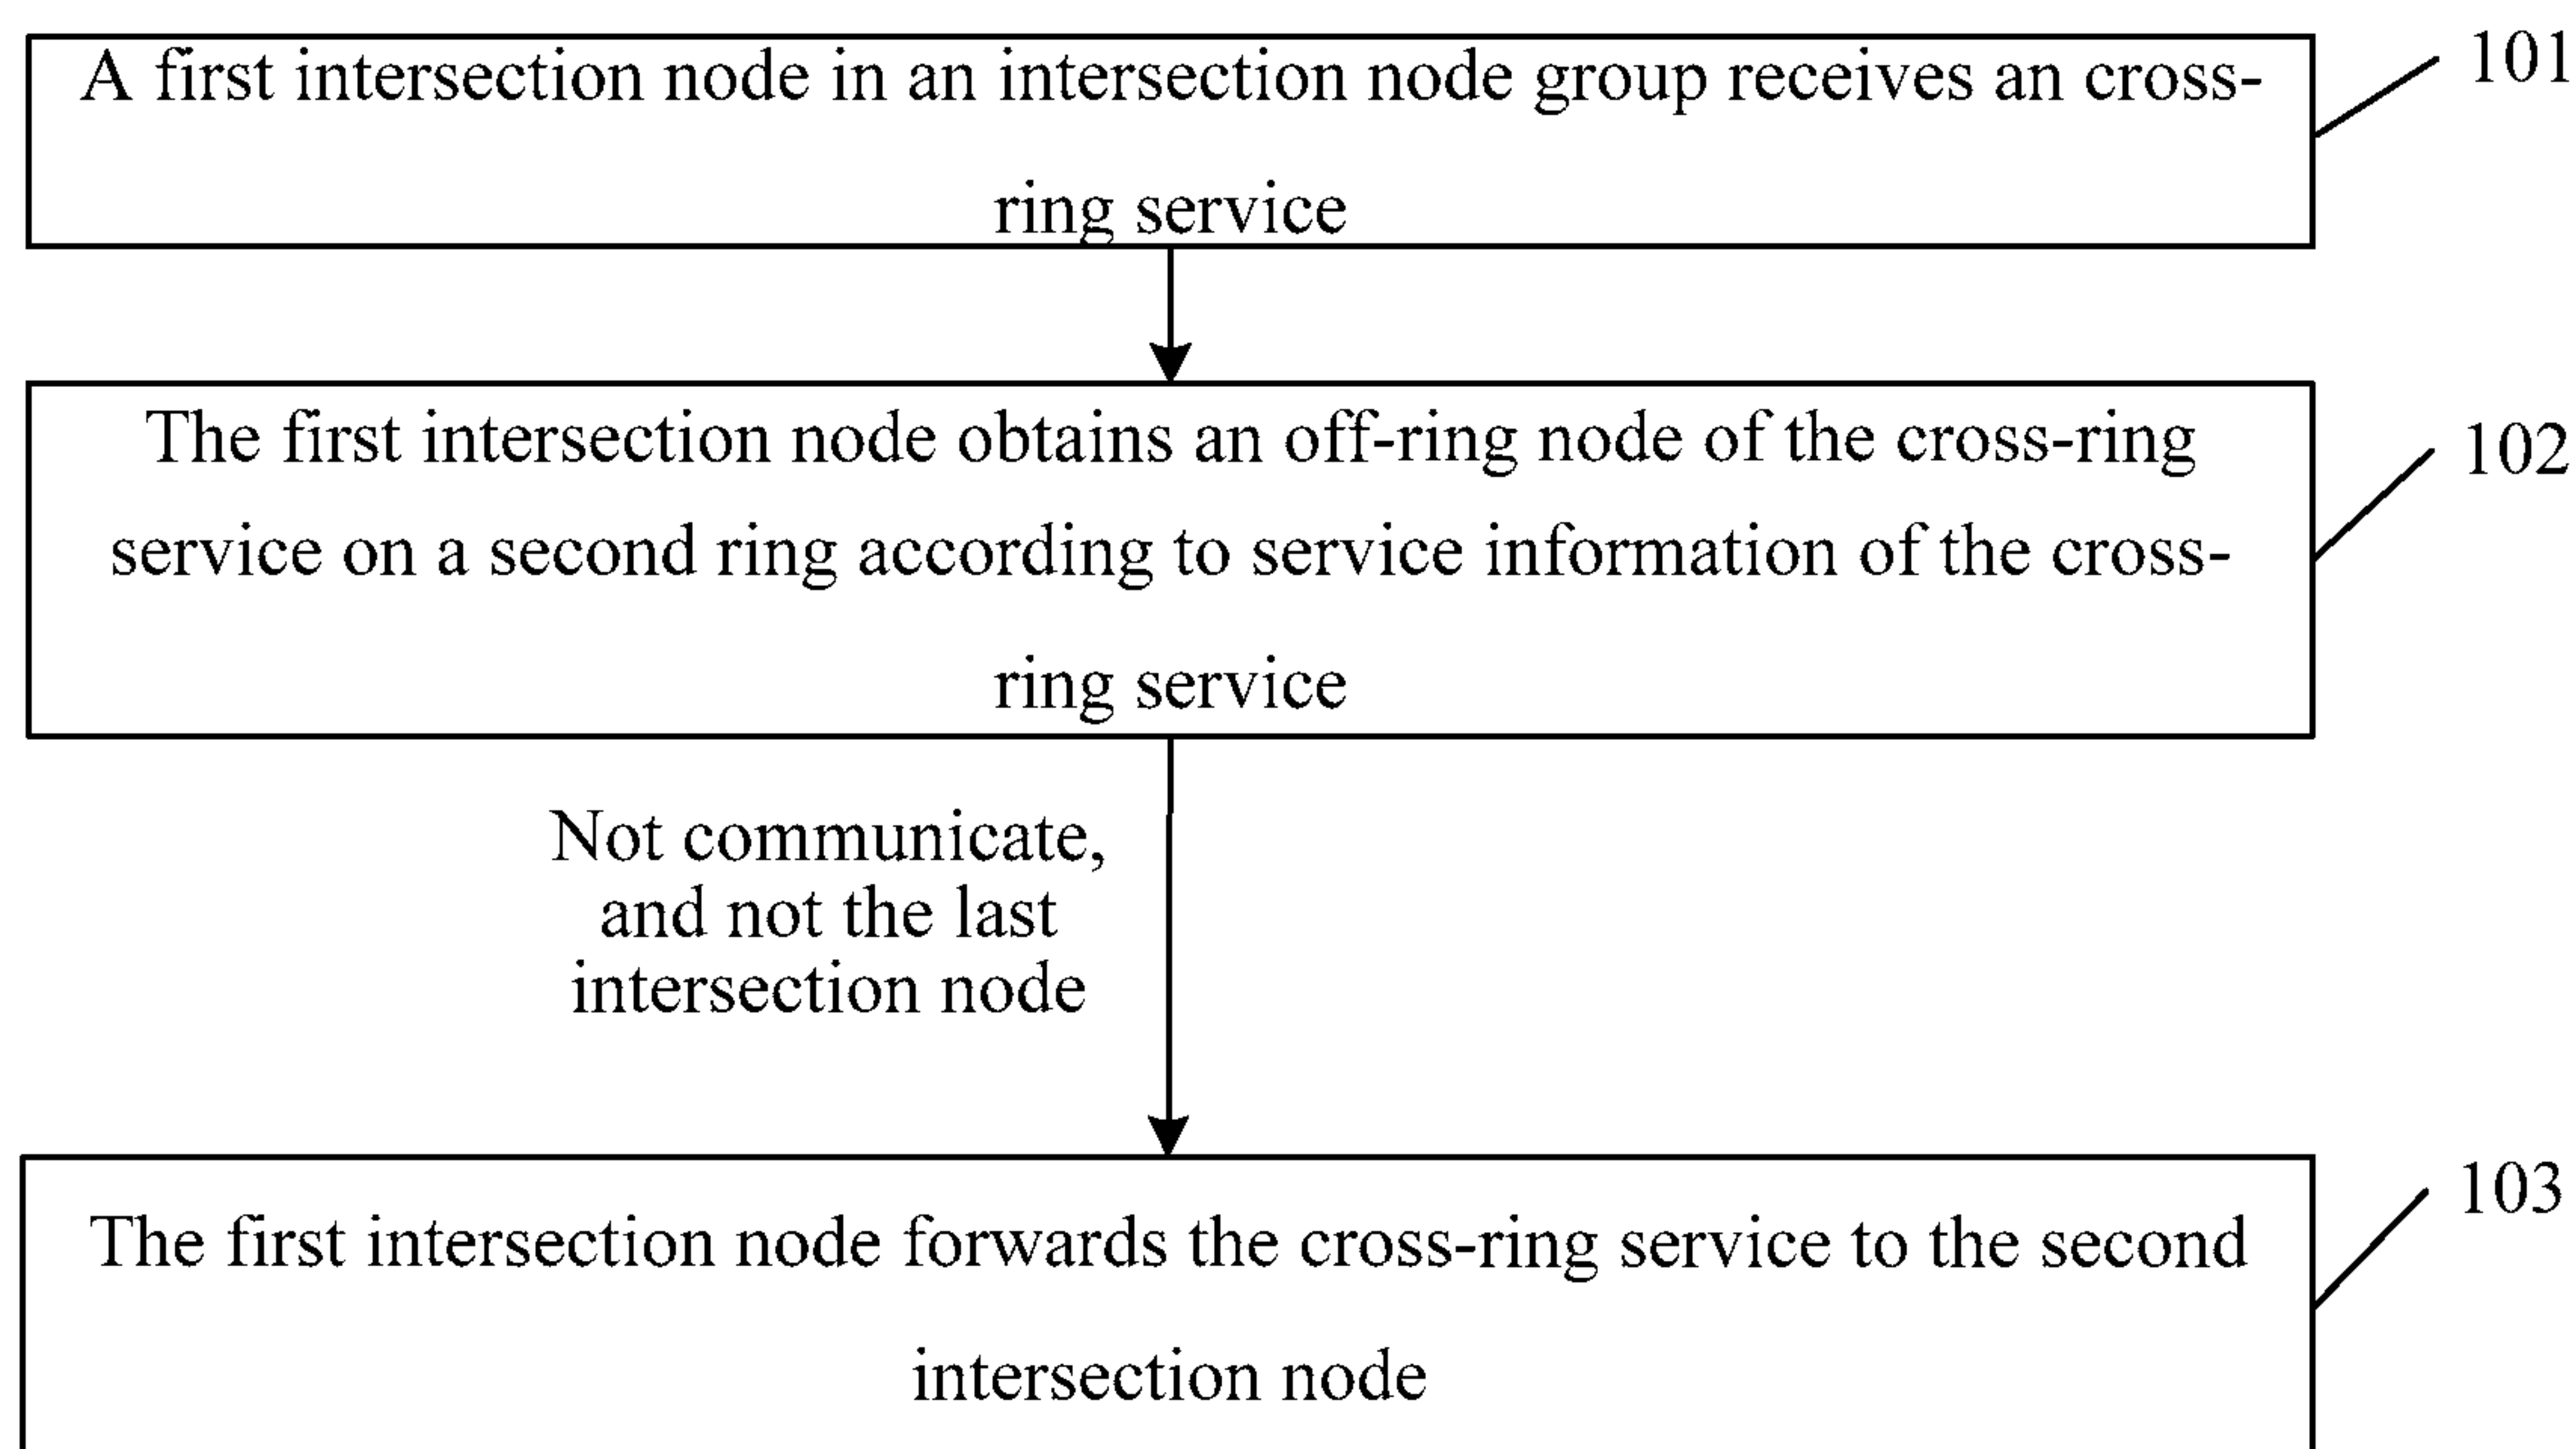 A first intersection node in an intersection node group receives an cross-
ring service
101
The first intersection node obtains an off-ring node of the cross-ring
service on a second ring according to service information of the cross-
ring service
102
Not communicate,
and not the last
intersection node
The first intersection node forwards the cross-ring service to the second
intersection node
103